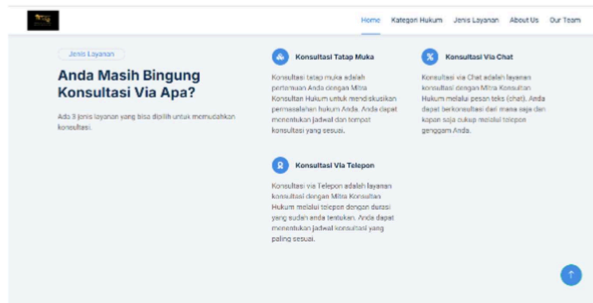 Home Kategori Hukum Jenis Layanan About Us Our Team
Jenis Layanan
Anda Masih Bingung
Konsultasi Via Apa?
Ada 3 jenis layanan yang bisa dipilih untuk memudahkan
konsultasi.
Konsultasi Tatap Muka
Konsultasi tatap muka adalah
pertemuan Anda dengan Mitra
Konsultan Hukum untuk mendiskusikan
permasalahan hukum Anda. Anda dapat
menentukan jadwal dan tempat
konsultasi yang sesuai.
Konsultasi Via Chat
Konsultasi via Chat adalah layanan
konsultasi dengan Mitra Konsultan
Hukum melalui pesan teks (chat). Anda
dapat berkonsultasi dari mana saja dan
kapan saja cukup melalui telepon
genggam Anda.
Konsultasi Via Telepon
Konsultasi via Telepon adalah layanan
konsultasi dengan Mitra Konsultan
Hukum melalui telepon dengan durasi
yang sudah anda tentukan. Anda dapat
menentukan jadwal konsultasi yang
paling sesuai.